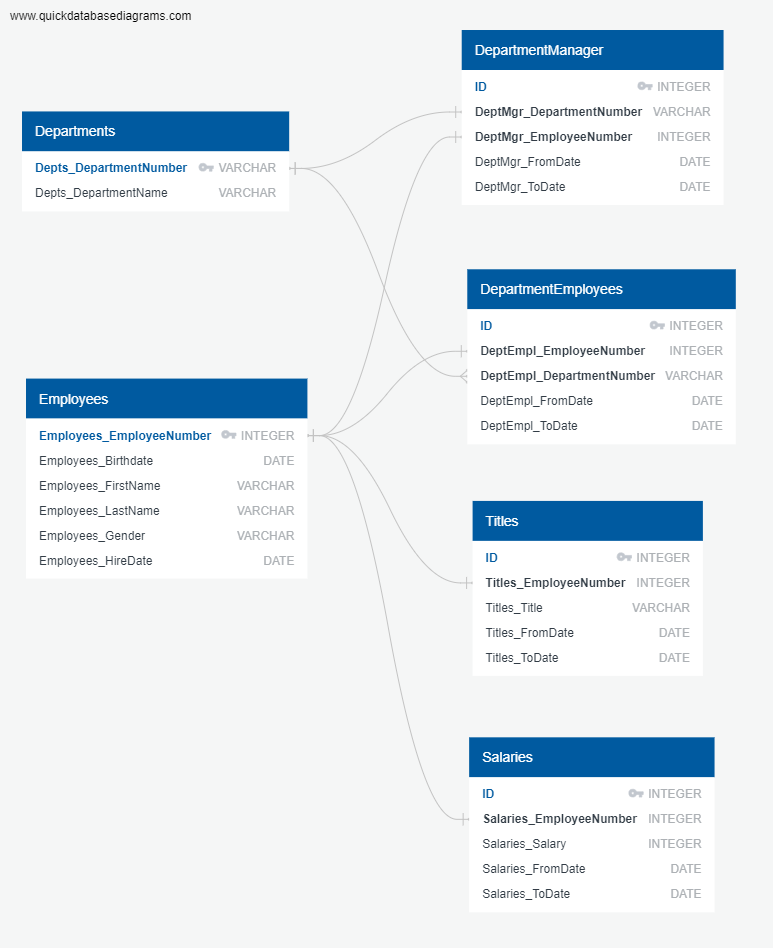 www.quickdatabasediagrams.com
DepartmentManager
ID INTEGER
DeptMgr_DepartmentNumber VARCHAR
DeptMgr_EmployeeNumber INTEGER
DeptMgr_FromDate DATE
DeptMgr_ToDate DATE
Departments
Depts_DepartmentNumber VARCHAR
Depts_DepartmentName VARCHAR
DepartmentEmployees
ID INTEGER
DeptEmpl_EmployeeNumber INTEGER
DeptEmpl_DepartmentNumber VARCHAR
DeptEmpl_FromDate DATE
DeptEmpl_ToDate DATE
Employees
Employees_EmployeeNumber INTEGER
Employees_Birthdate DATE
Employees_FirstName VARCHAR
Employees_LastName VARCHAR
Employees_Gender VARCHAR
Employees_HireDate DATE
Titles
ID INTEGER
Titles_EmployeeNumber INTEGER
Titles_Title VARCHAR
Titles_FromDate DATE
Titles_ToDate DATE
Salaries
ID INTEGER
Salaries_EmployeeNumber INTEGER
Salaries_Salary INTEGER
Salaries_FromDate DATE
Salaries_ToDate DATE